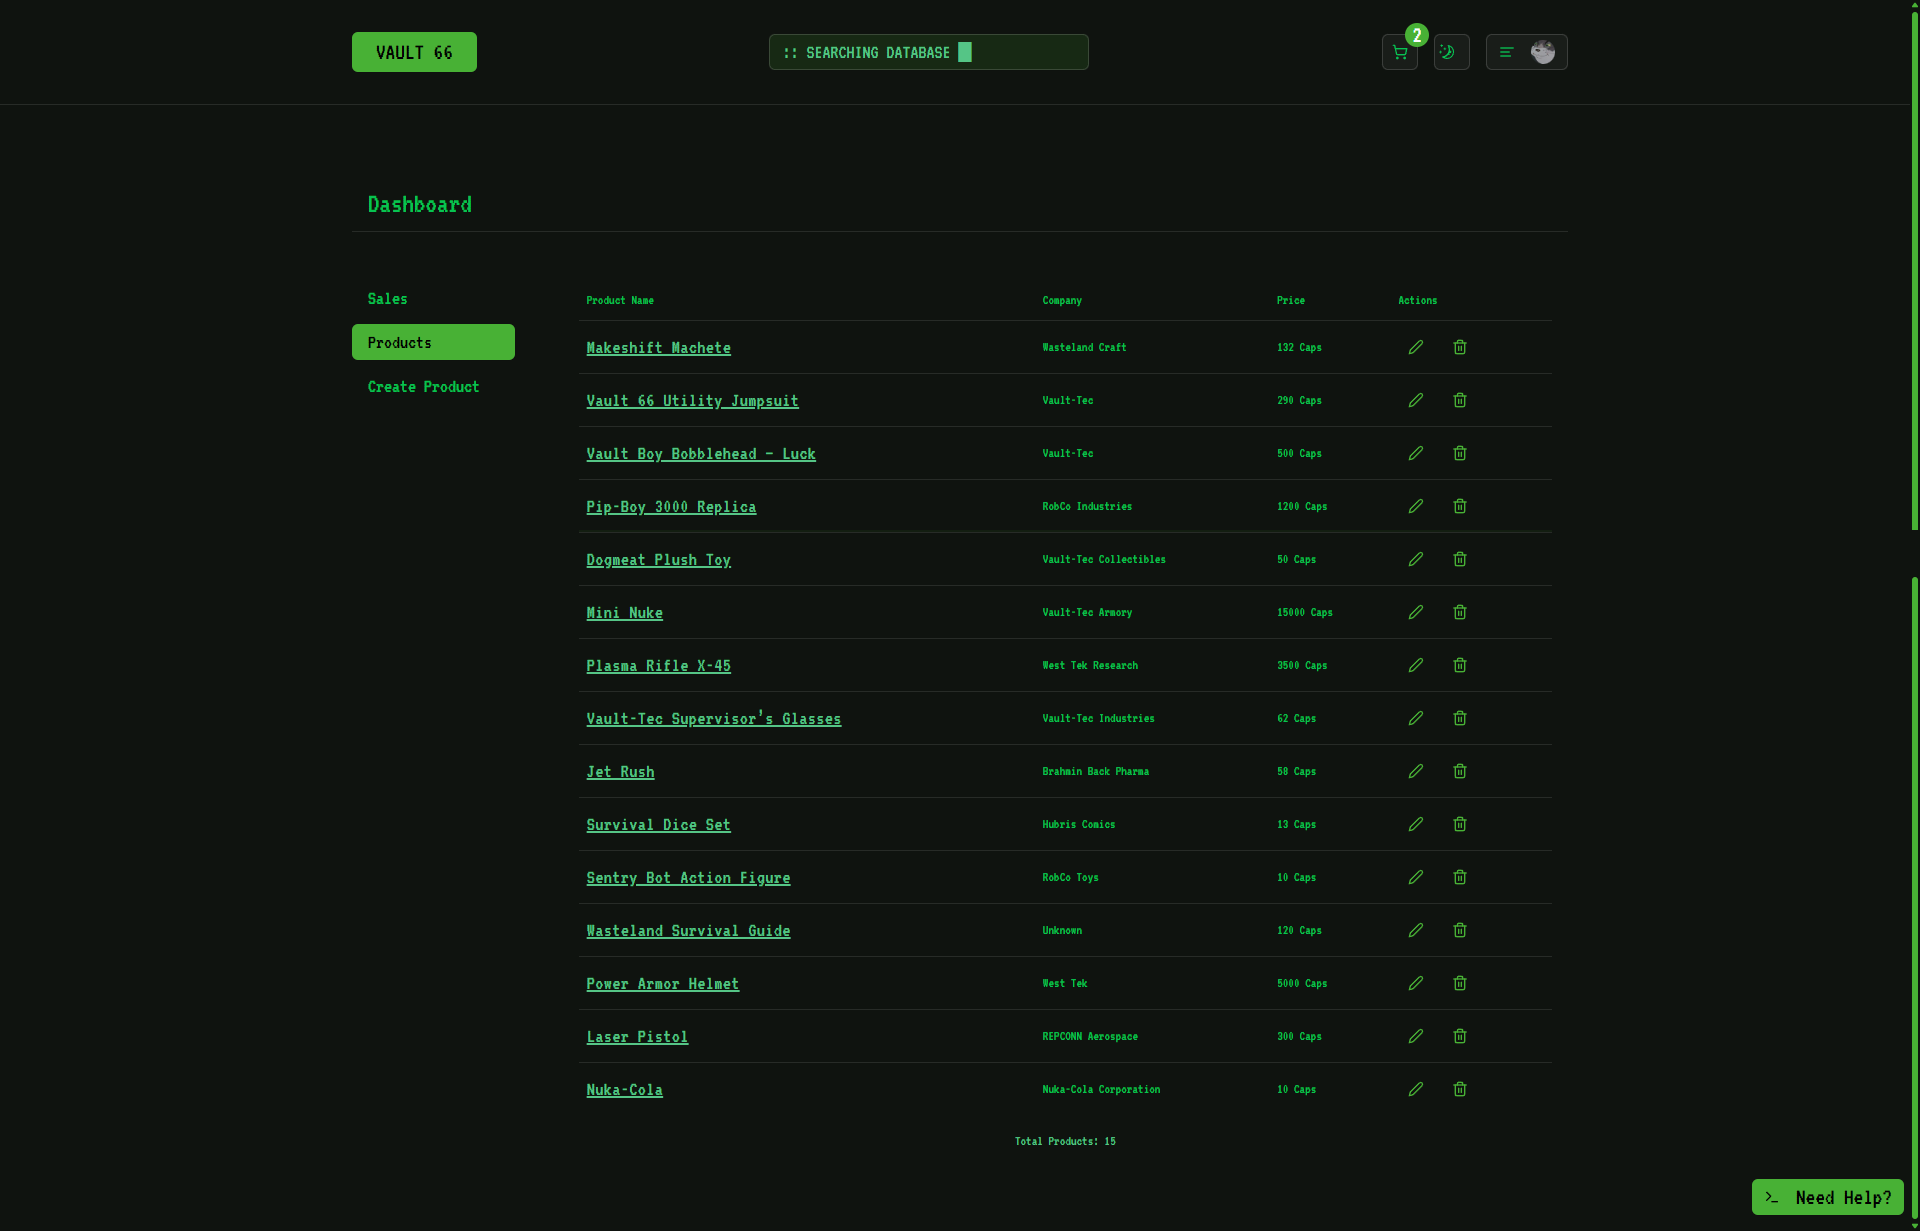 VAULT 66
:: SEARCHING DATABASE
2
Dashboard
Sales
Products
Create Product
Product Name Company Price Actions
Makeshift Machete Wasteland Craft 132 Caps
Vault 66 Utility Jumpsuit Vault-Tec 290 Caps
Vault Boy Bobblehead – Luck Vault-Tec 500 Caps
Pip-Boy 3000 Replica RobCo Industries 1200 Caps
Dogmeat Plush Toy Vault-Tec Collectibles 50 Caps
Mini Nuke Vault-Tec Armory 15000 Caps
Plasma Rifle X-45 West Tek Research 3500 Caps
Vault-Tec Supervisor's Glasses Vault-Tec Industries 62 Caps
Jet Rush Brahmin Back Pharma 58 Caps
Survival Dice Set Hubris Comics 13 Caps
Sentry Bot Action Figure RobCo Toys 10 Caps
Wasteland Survival Guide Unknown 120 Caps
Power Armor Helmet West Tek 5000 Caps
Laser Pistol REPCONN Aerospace 300 Caps
Nuka-Cola Nuka-Cola Corporation 10 Caps
Total Products: 15
Need Help?